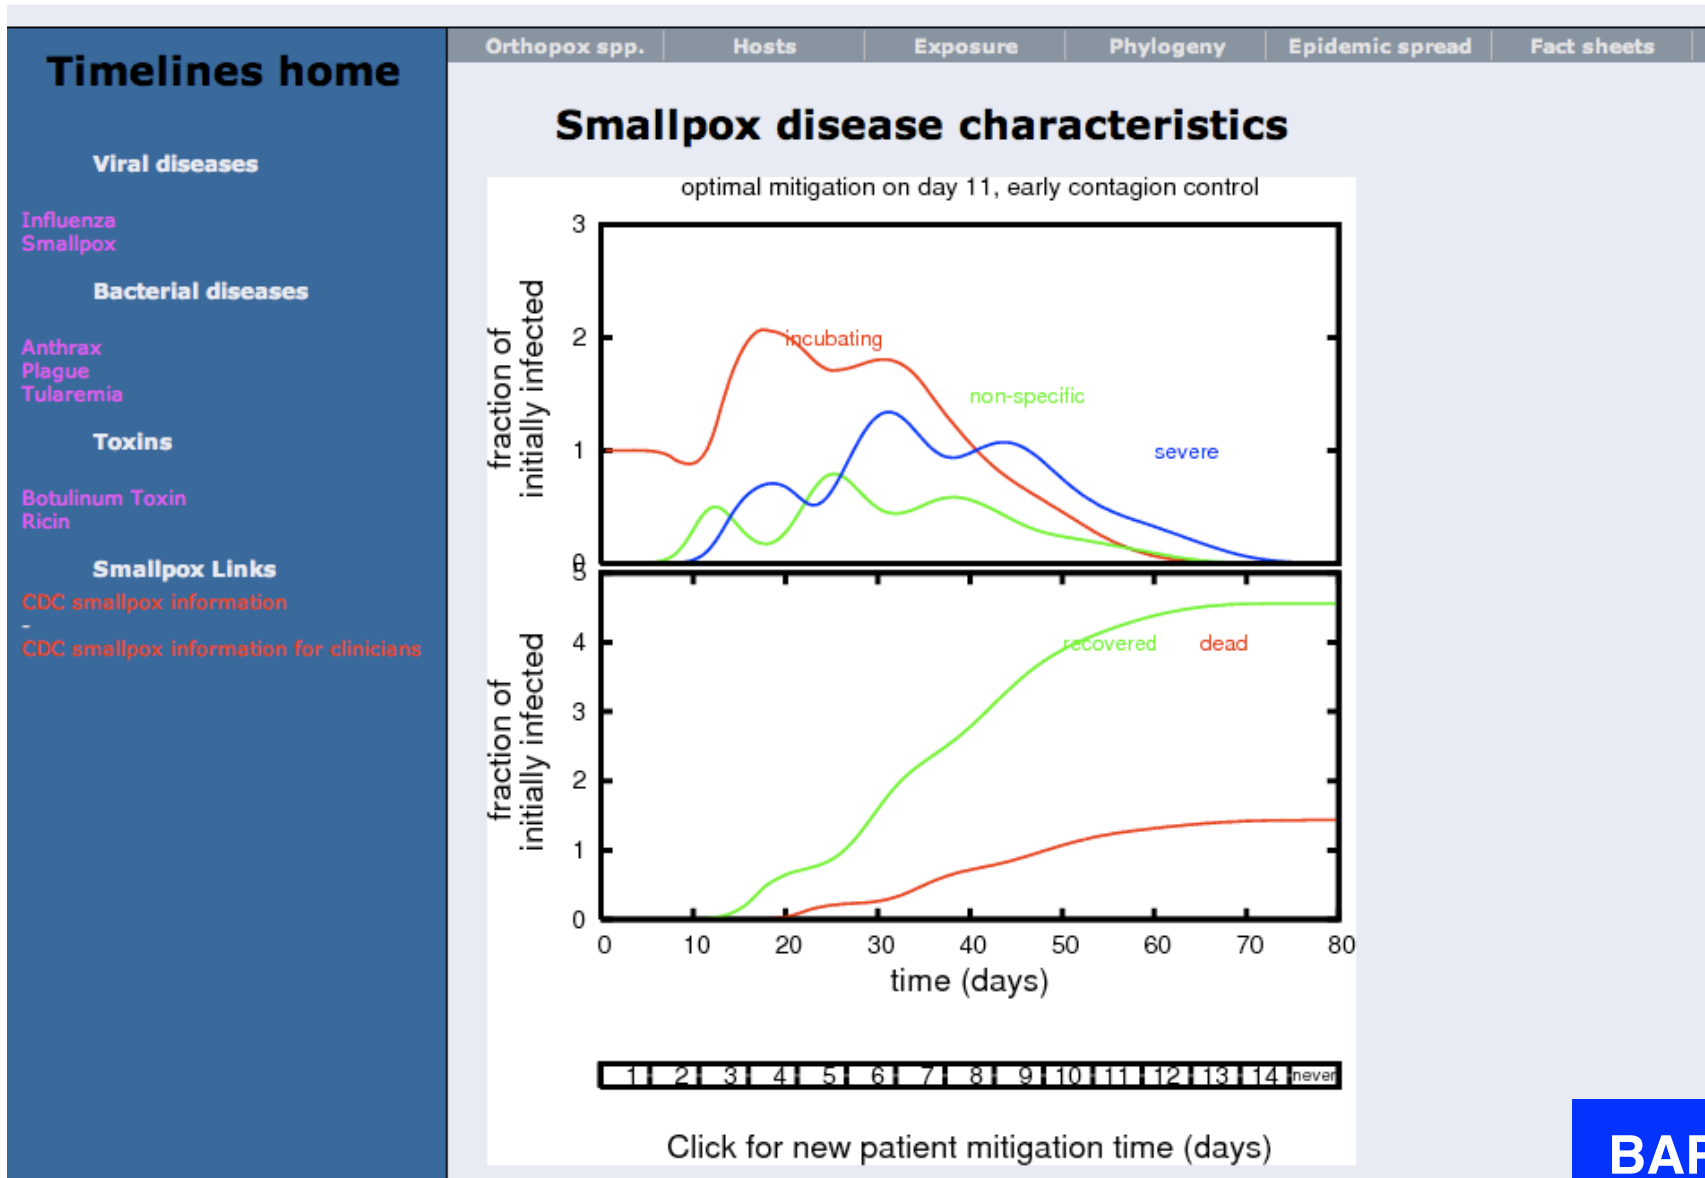 Timelines home
Viral diseases
Influenza
Smallpox
Bacterial diseases
Anthrax
Plague
Tularemia
Toxins
Botulinum Toxin
Ricin
Smallpox Links
CDC smallpox information
-
CDC smallpox information for clinicians
Orthopox spp. Hosts Exposure Phylogeny Epidemic spread Fact sheets
Smallpox disease characteristics
optimal mitigation on day 11, early contagion control
fraction of
initially infected
3
2
1
0
incubating
non-specific
severe
fraction of
initially infected
5
4
3
2
1
0
recovered dead
0 10 20 30 40 50 60 70 80
time (days)
1 2 3 4 5 6 7 8 9 10 11 12 13 14 never
Click for new patient mitigation time (days)